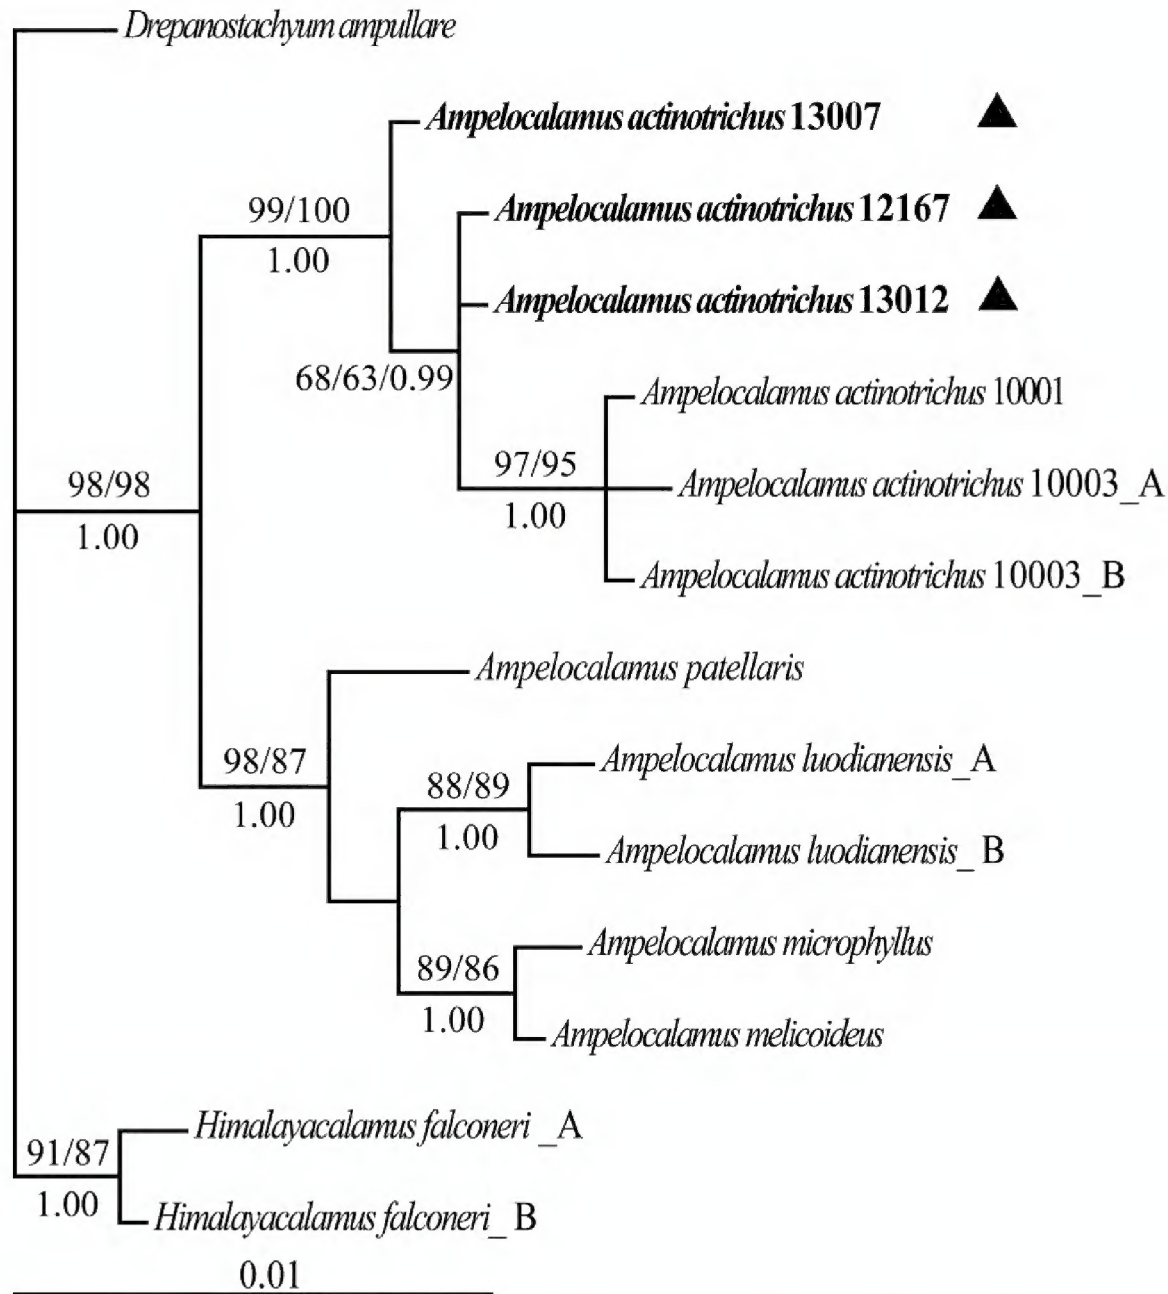 Drepanostachyum ampullare
Ampelocalamus actinotrichus 13007
99/100
Ampelocalamus actinotrichus 12167
1.00
Ampelocalamus actinotrichus 13012
68/63/0.99
Ampelocalamus actinotrichus 10001
97/95
98/98
Ampelocalamus actinotrichus 10003_A
1.00
1.00
Ampelocalamus actinotrichus 10003_B
Ampelocalamus patellaris
98/87
Ampelocalamus luodianensis_A
88/89
1.00
1.00
Ampelocalamus luodianensis_ B
Ampelocalamus microphyllus
89/86
1.00
Ampelocalamus melicoideus
Himalayacalamus falconeri _A
91/87
1.00
Himalayacalamus falconeri_ B
0.01